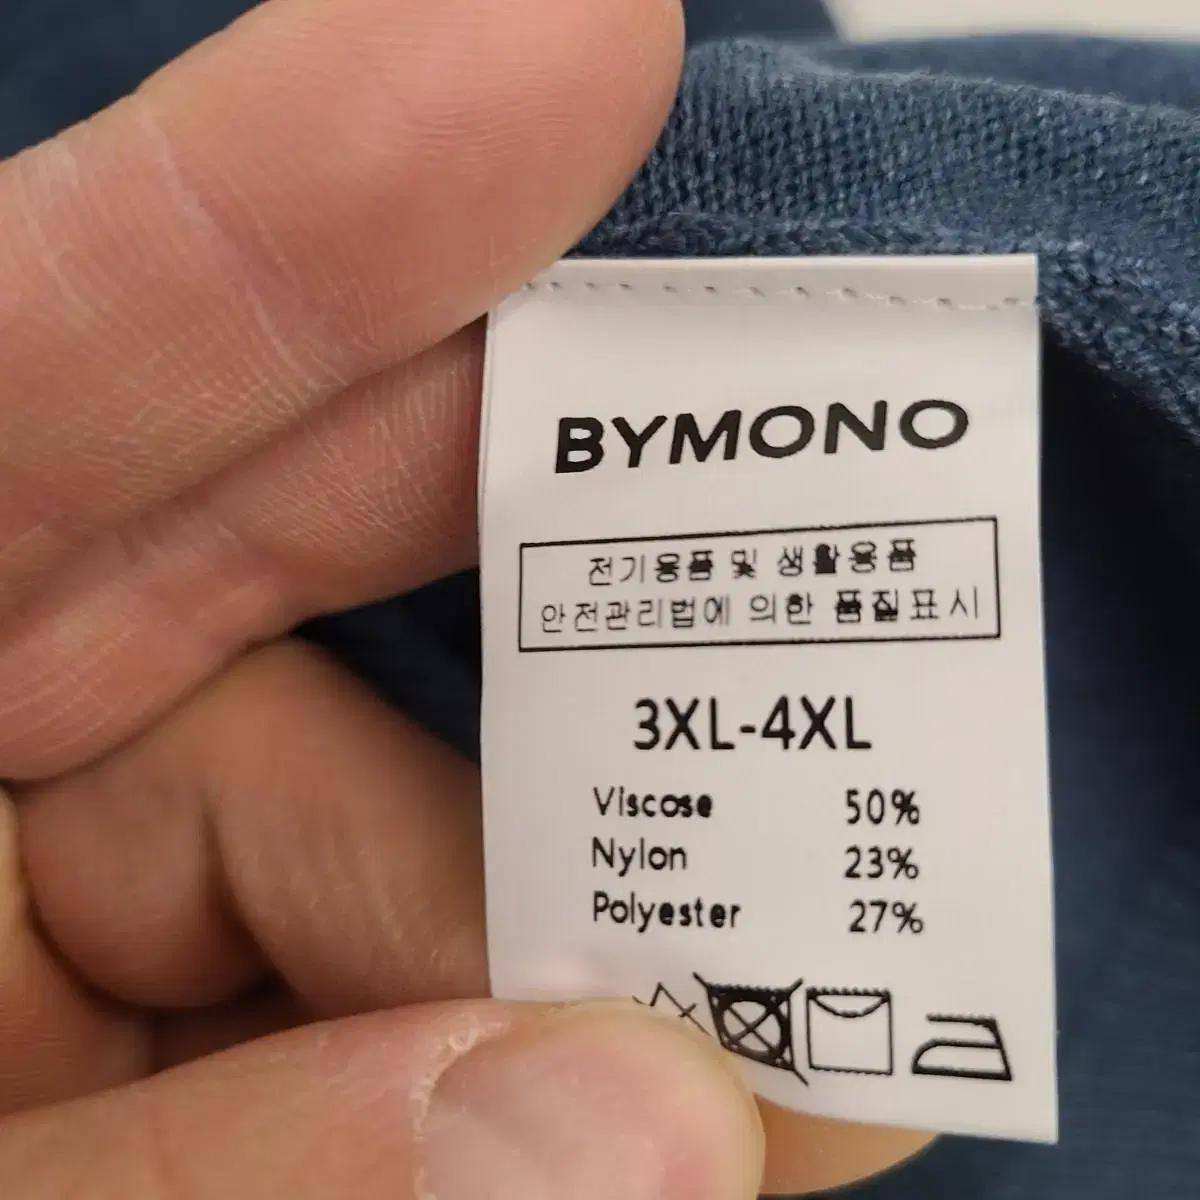 BYMONO
전기용품 및 생활용품
안전관리법에 의한 품질표시
3XL-4XL
Viscose 50%
Nylon 23%
Polyester 27%